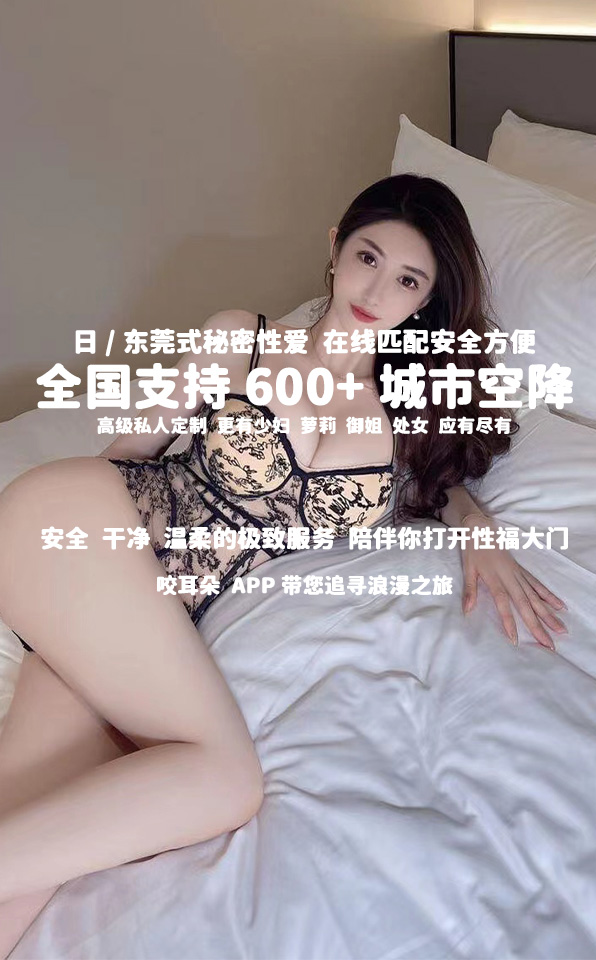 日 / 东莞式秘密性爱 在线匹配安全方便
全国支持 600+ 城市空降
高级私人定制 更有少妇 萝莉 御姐 处女 应有尽有
安全 干净 温柔的极致服务 陪伴你打开性福大门
咬耳朵 APP 带您追寻浪漫之旅